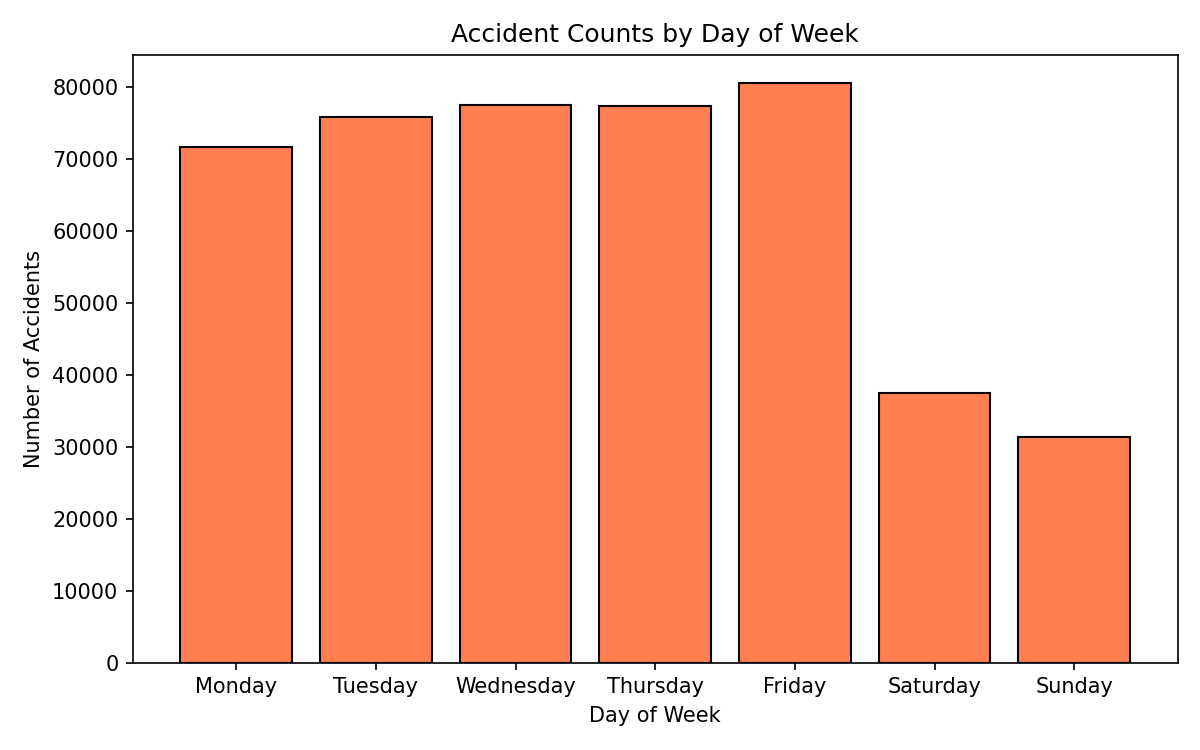 Accident Counts by Day of Week
Number of Accidents
80000
70000
60000
50000
40000
30000
20000
10000
0
Monday Tuesday Wednesday Thursday Friday Saturday Sunday
Day of Week